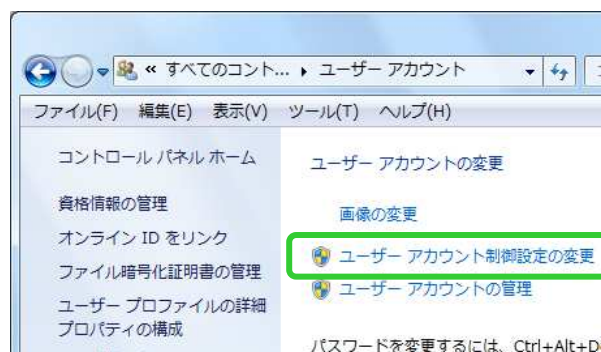 « すべてのコント... ▸ ユーザー アカウント
ファイル(F) 編集(E) 表示(V) ツール(T) ヘルプ(H)
コントロール パネル ホーム
資格情報の管理
オンライン ID をリンク
ファイル暗号化証明書の管理
ユーザー プロファイルの詳細
プロパティの構成
ユーザー アカウントの変更
画像の変更
ユーザー アカウント制御設定の変更
ユーザー アカウントの管理
パスワードを変更するには、Ctrl+Alt+D